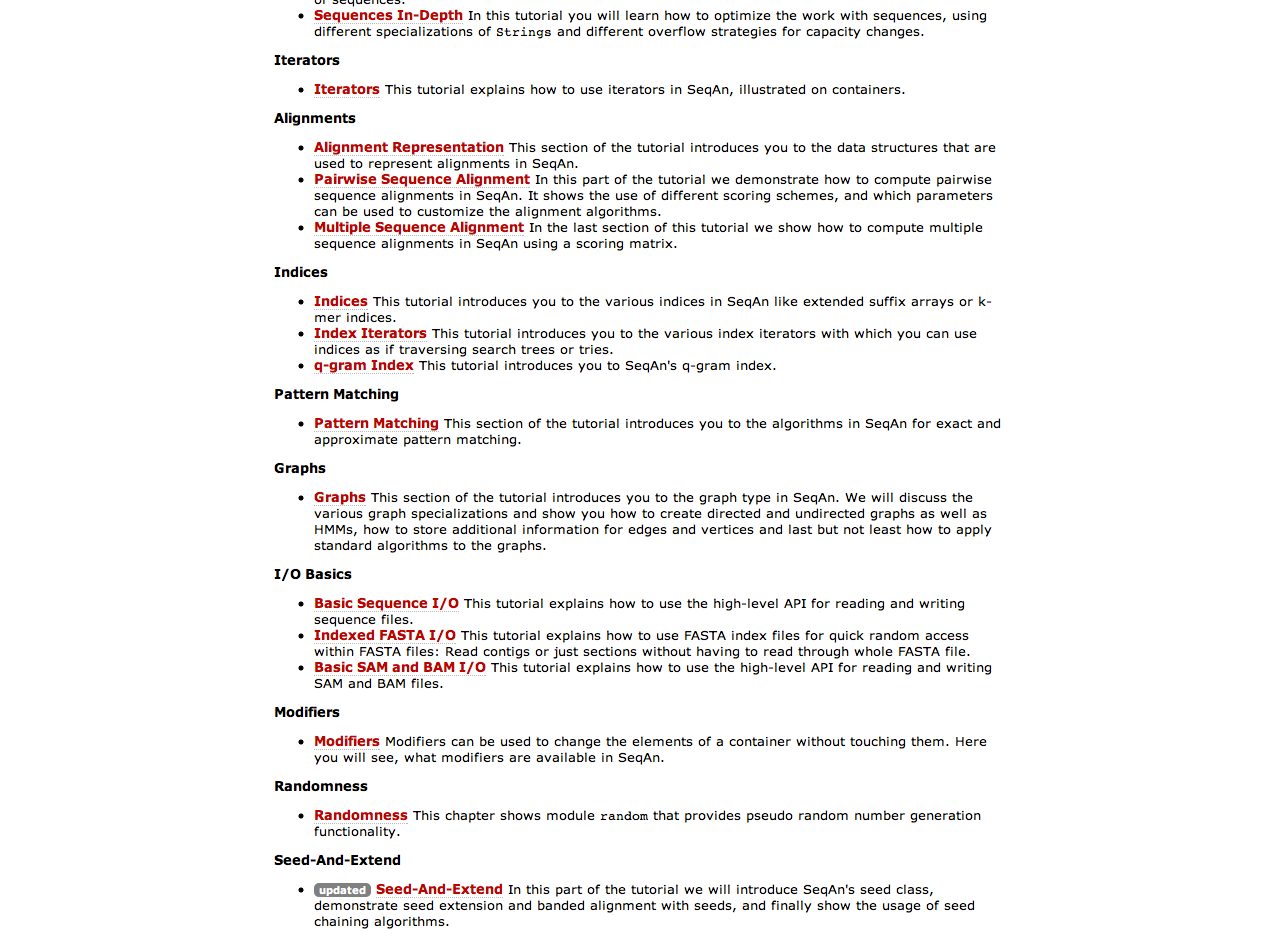 of sequences.
• Sequences In-Depth In this tutorial you will learn how to optimize the work with sequences, using
different specializations of Strings and different overflow strategies for capacity changes.
Iterators
• Iterators This tutorial explains how to use iterators in SeqAn, illustrated on containers.
Alignments
• Alignment Representation This section of the tutorial introduces you to the data structures that are
used to represent alignments in SeqAn.
• Pairwise Sequence Alignment In this part of the tutorial we demonstrate how to compute pairwise
sequence alignments in SeqAn. It shows the use of different scoring schemes, and which parameters
can be used to customize the alignment algorithms.
• Multiple Sequence Alignment In the last section of this tutorial we show how to compute multiple
sequence alignments in SeqAn using a scoring matrix.
Indices
• Indices This tutorial introduces you to the various indices in SeqAn like extended suffix arrays or k-
mer indices.
• Index Iterators This tutorial introduces you to the various index iterators with which you can use
indices as if traversing search trees or tries.
• q-gram Index This tutorial introduces you to SeqAn's q-gram index.
Pattern Matching
• Pattern Matching This section of the tutorial introduces you to the algorithms in SeqAn for exact and
approximate pattern matching.
Graphs
• Graphs This section of the tutorial introduces you to the graph type in SeqAn. We will discuss the
various graph specializations and show you how to create directed and undirected graphs as well as
HMMs, how to store additional information for edges and vertices and last but not least how to apply
standard algorithms to the graphs.
I/O Basics
• Basic Sequence I/O This tutorial explains how to use the high-level API for reading and writing
sequence files.
• Indexed FASTA I/O This tutorial explains how to use FASTA index files for quick random access
within FASTA files: Read contigs or just sections without having to read through whole FASTA file.
• Basic SAM and BAM I/O This tutorial explains how to use the high-level API for reading and writing
SAM and BAM files.
Modifiers
• Modifiers Modifiers can be used to change the elements of a container without touching them. Here
you will see, what modifiers are available in SeqAn.
Randomness
• Randomness This chapter shows module random that provides pseudo random number generation
functionality.
Seed-And-Extend
• updated Seed-And-Extend In this part of the tutorial we will introduce SeqAn's seed class,
demonstrate seed extension and banded alignment with seeds, and finally show the usage of seed
chaining algorithms.